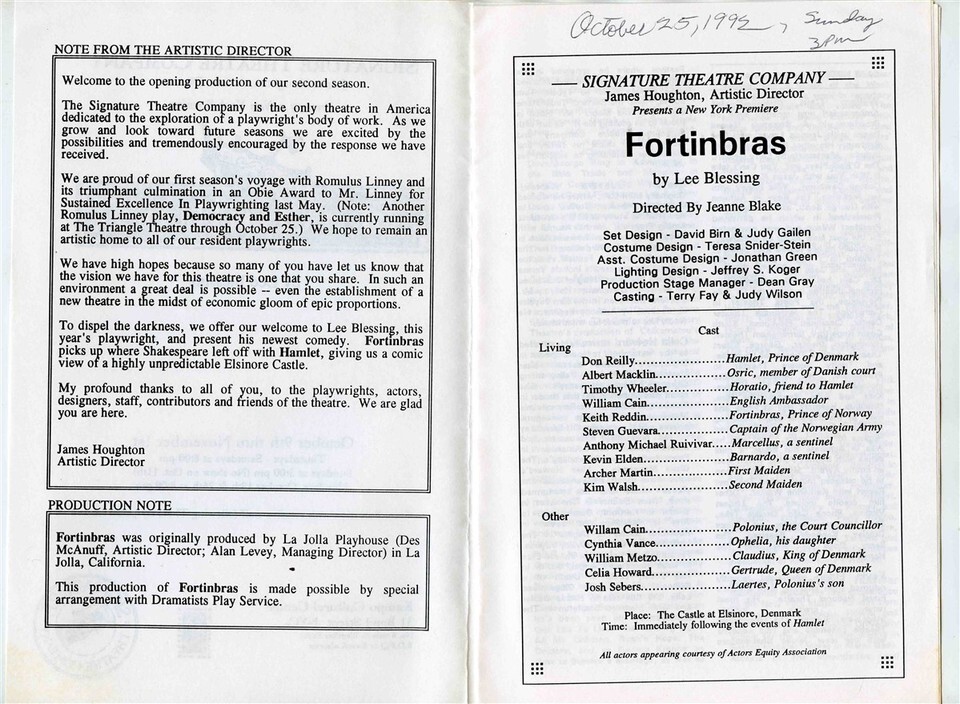 NOTE FROM THE ARTISTIC DIRECTOR
Welcome to the opening production of our second season.
The Signature Theatre Company is the only theatre in America
dedicated to the exploration of a playwright's body of work. As we
grow and look toward future seasons we are excited by the
possibilities and tremendously encouraged by the response we have
received.
We are proud of our first season's voyage with Romulus Linney and
its triumphant culmination in an Obie Award to Mr. Linney for
Sustained Excellence In Playwrighting last May. (Note: Another
Romulus Linney play, Democracy and Esther, is currently running
at The Triangle Theatre through October 25.) We hope to remain an
artistic home to all of our resident playwrights.
We have high hopes because so many of you have let us know that
the vision we have for this theatre is one that you share. In such an
environment a great deal is possible -- even the establishment of a
new theatre in the midst of economic gloom of epic proportions.
To dispel the darkness, we offer our welcome to Lee Blessing, this
year's playwright, and present his newest comedy. Fortinbras
picks up where Shakespeare left off with Hamlet, giving us a comic
view of a highly unpredictable Elsinore Castle.
My profound thanks to all of you, to the playwrights, actors,
designers, staff, contributors and friends of the theatre. We are glad
you are here.
James Houghton
Artistic Director
PRODUCTION NOTE
Fortinbras was originally produced by La Jolla Playhouse (Des
McAnuff, Artistic Director; Alan Levey, Managing Director) in La
Jolla, California.
This production of Fortinbras is made possible by special
arrangement with Dramatists Play Service.
October 25, 1992, Sunday
3PM
SIGNATURE THEATRE COMPANY
James Houghton, Artistic Director
Presents a New York Premiere
Fortinbras
by Lee Blessing
Directed By Jeanne Blake
Set Design - David Birn & Judy Gailen
Costume Design - Teresa Snider-Stein
Asst. Costume Design - Jonathan Green
Lighting Design - Jeffrey S. Koger
Production Stage Manager - Dean Gray
Casting - Terry Fay & Judy Wilson
Cast
Living
Don Reilly........................Hamlet, Prince of Denmark
Albert Macklin...................Osric, member of Danish court
Timothy Wheeler.................Horatio, friend to Hamlet
William Cain......................English Ambassador
Keith Reddin......................Fortinbras, Prince of Norway
Steven Guevara...................Captain of the Norwegian Army
Anthony Michael Ruivivar.....Marcellus, a sentinel
Kevin Elden.......................Barnardo, a sentinel
Archer Martin....................First Maiden
Kim Walsh........................Second Maiden
Other
Willam Cain.......................Polonius, the Court Councillor
Cynthia Vance....................Ophelia, his daughter
William Metzo....................Claudius, King of Denmark
Celia Howard.....................Gertrude, Queen of Denmark
Josh Sebers........................Laertes, Polonius's son
Place: The Castle at Elsinore, Denmark
Time: Immediately following the events of Hamlet
All actors appearing courtesy of Actors Equity Association